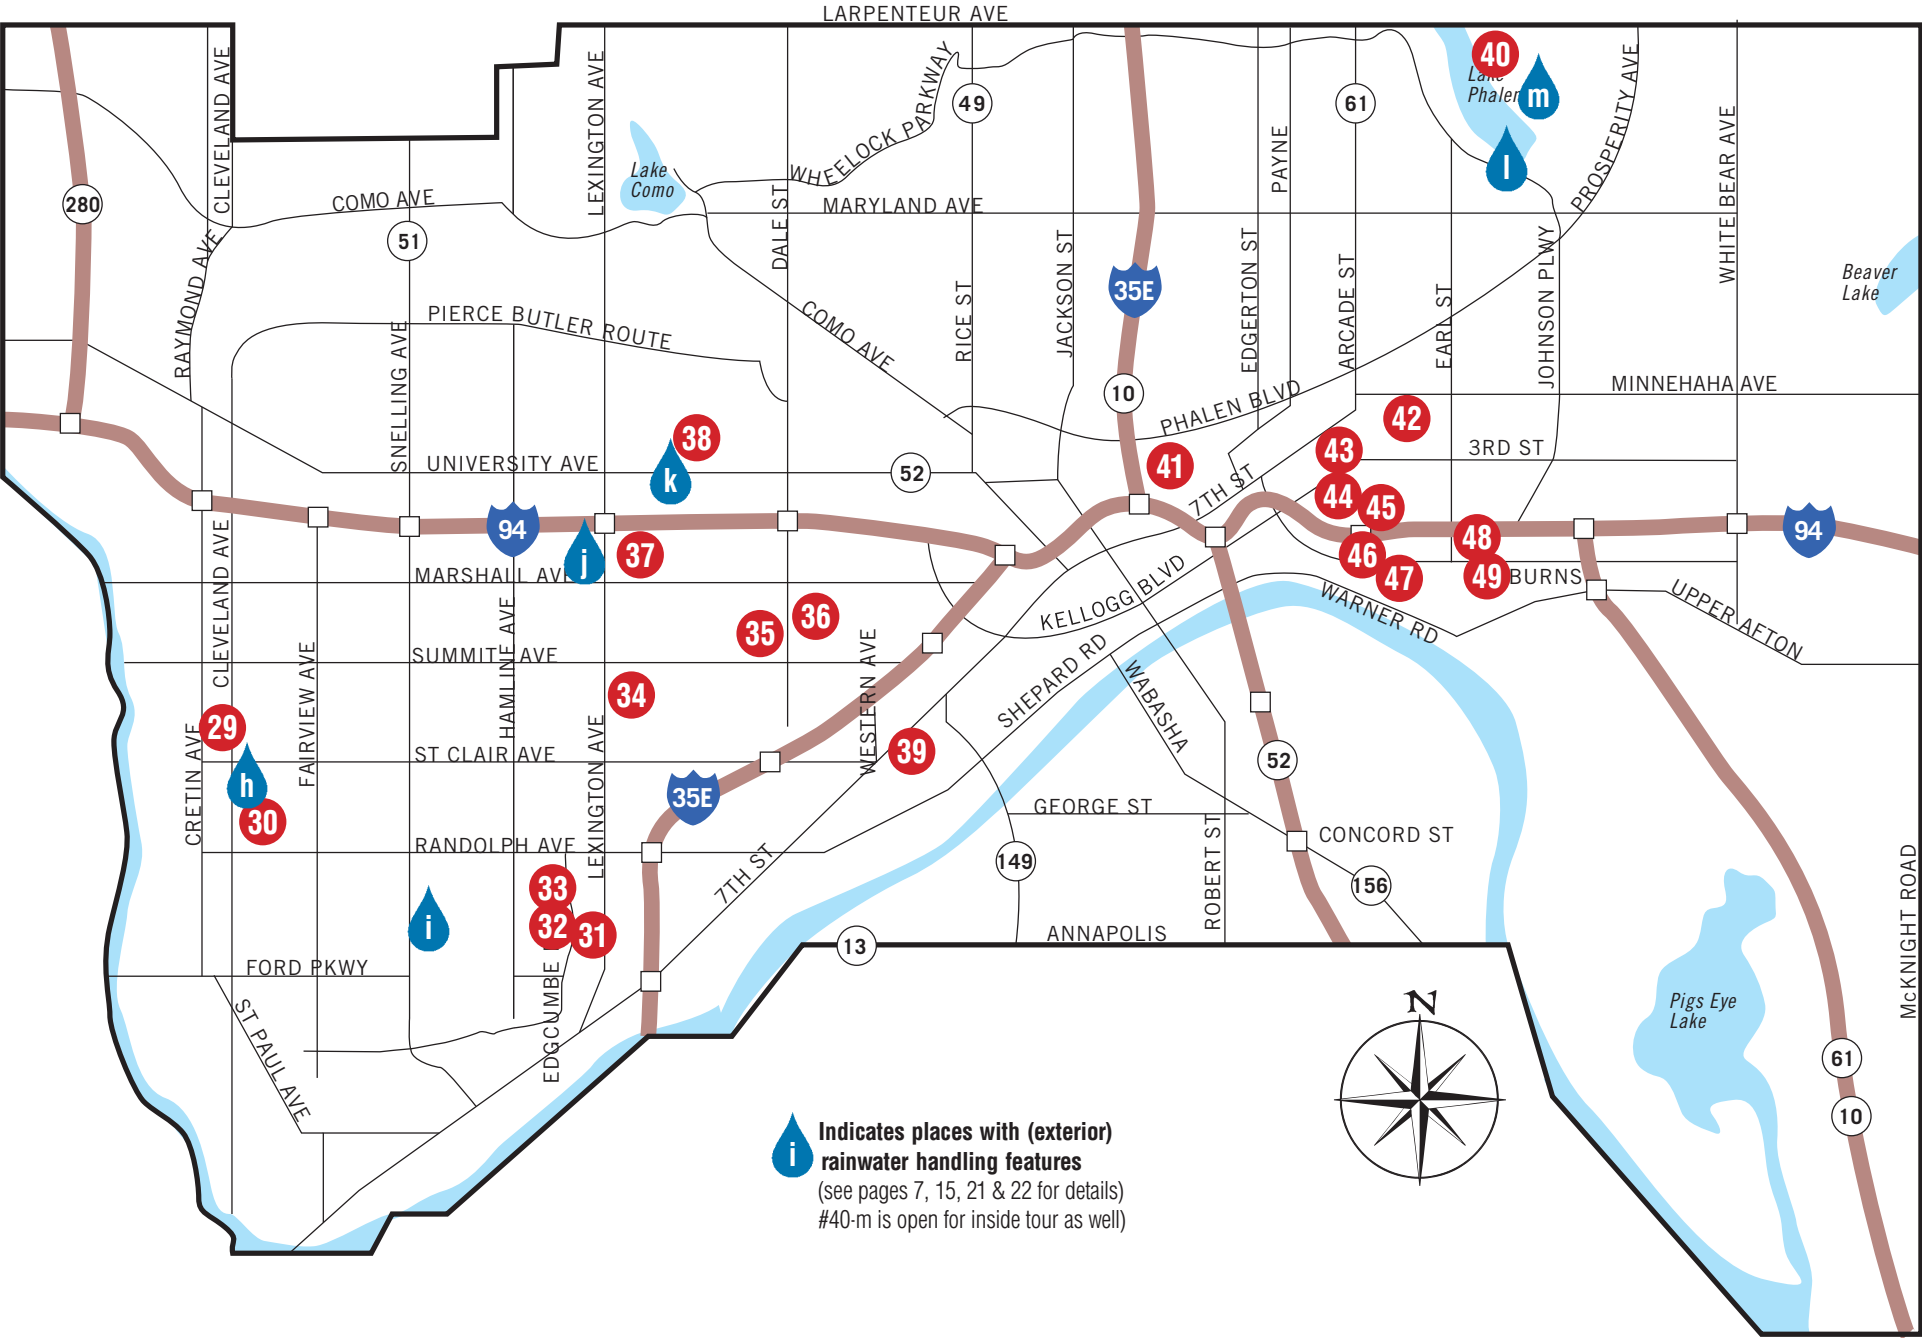 LARPENTEUR AVE
CLEVELAND AVE
LEXINGTON AVE
WHEELOCK PARKWAY
49
61
40
Lake
Phalen
m
l
PAYNE
PROSPERITY AVE
WHITE BEAR AVE
280
COMO AVE
51
Lake
Como
DALE ST
MARYLAND AVE
RAYMOND AVE
JACKSON ST
RICE ST
35E
EDGERTON ST
ARCADE ST
EARL ST
JOHNSON PLWY
Beaver
Lake
PIERCE BUTLER ROUTE
SNELLING AVE
COMO AVE
10
PHALEN BLVD
MINNEHAHA AVE
42
38
k
UNIVERSITY AVE
52
41
43
3RD ST
7TH ST
44
45
94
j
37
46
47
48
49
94
BURNS
UPPER AFTON
MARSHALL AVE
CLEVELAND AVE
HAMLINE AVE
KELLOGG BLVD
WARNER RD
35
36
SUMMIT AVE
FAIRVIEW AVE
WESTERN AVE
SHEPARD RD
WABASHA
34
29
CRETIN AVE
h
30
ST CLAIR AVE
LEXINGTON AVE
39
52
35E
GEORGE ST
CONCORD ST
RANDOLPH AVE
7TH ST
149
ROBERT ST
156
McKNIGHT ROAD
33
32
31
i
13
ANNAPOLIS
FORD PKWY
EDGCUMBE
ST PAUL AVE
N
Pigs Eye
Lake
61
10
i
Indicates places with (exterior)
rainwater handling features
(see pages 7, 15, 21 & 22 for details)
#40-m is open for inside tour as well)